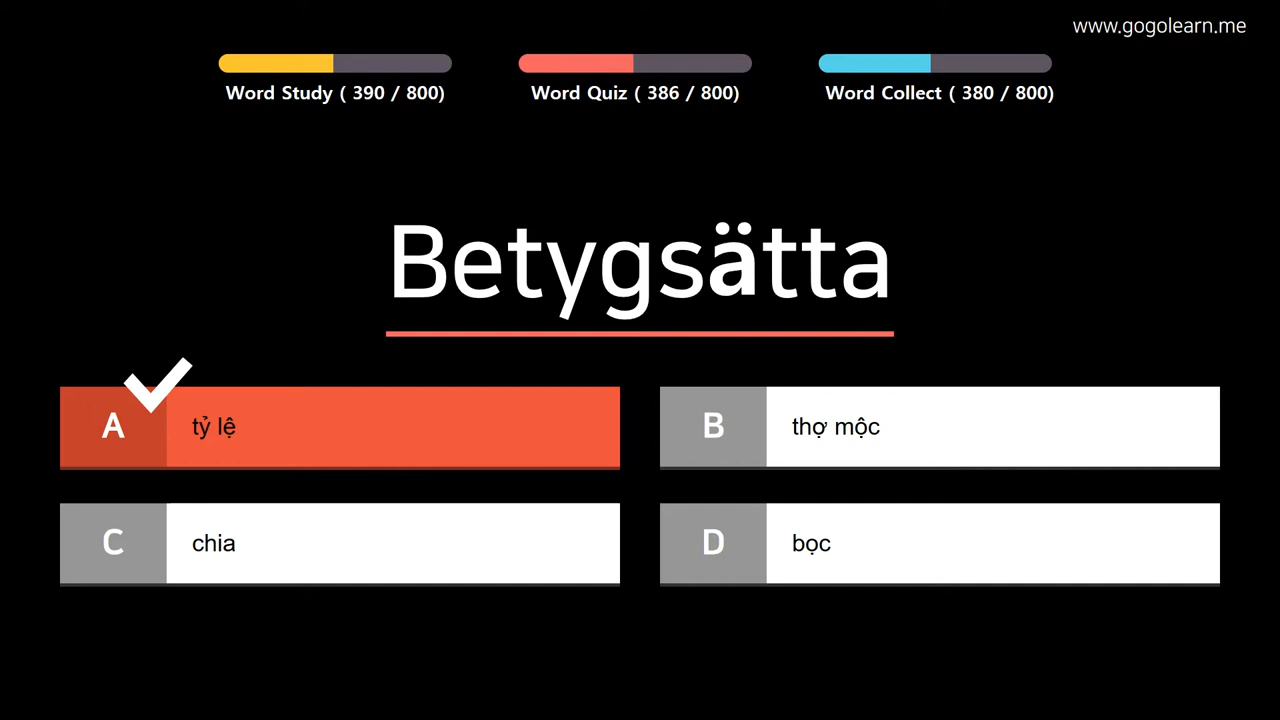 www.gogolearn.me
Word Study ( 390 / 800)
Word Quiz ( 386 / 800)
Word Collect ( 380 / 800)
Betygsätta
A tỷ lệ
B thợ mộc
C chia
D bọc